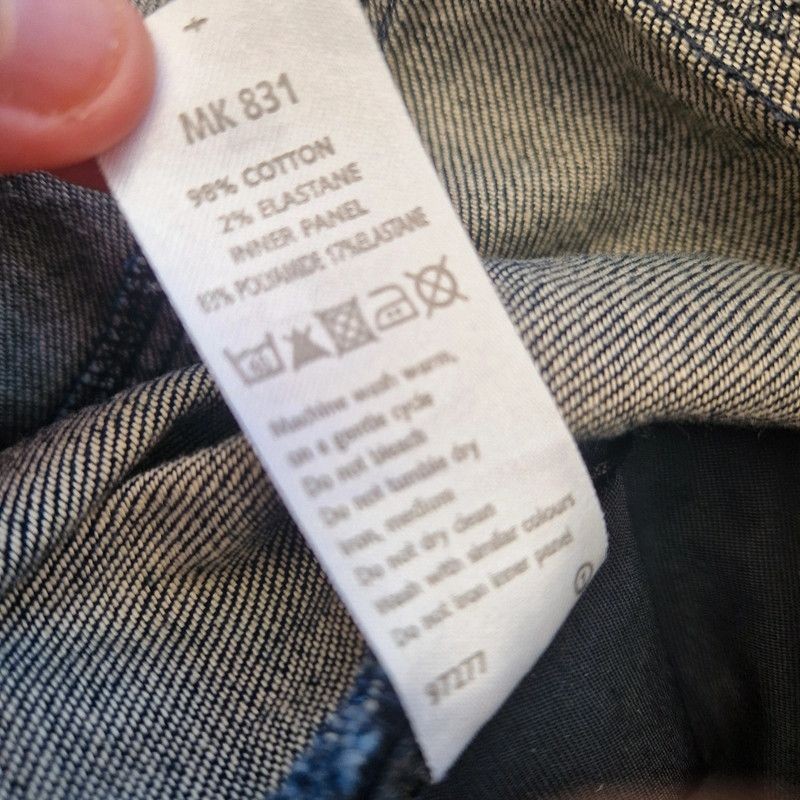 MK 831
98% COTTON
2% ELASTANE
INNER PANEL
83% POLYAMIDE 17% ELASTANE
40
Machine wash warm,
on a gentle cycle
Do not bleach
Do not tumble dry
Iron, medium
Do not dry clean
Wash with similar colours
Do not iron inner panel
97277